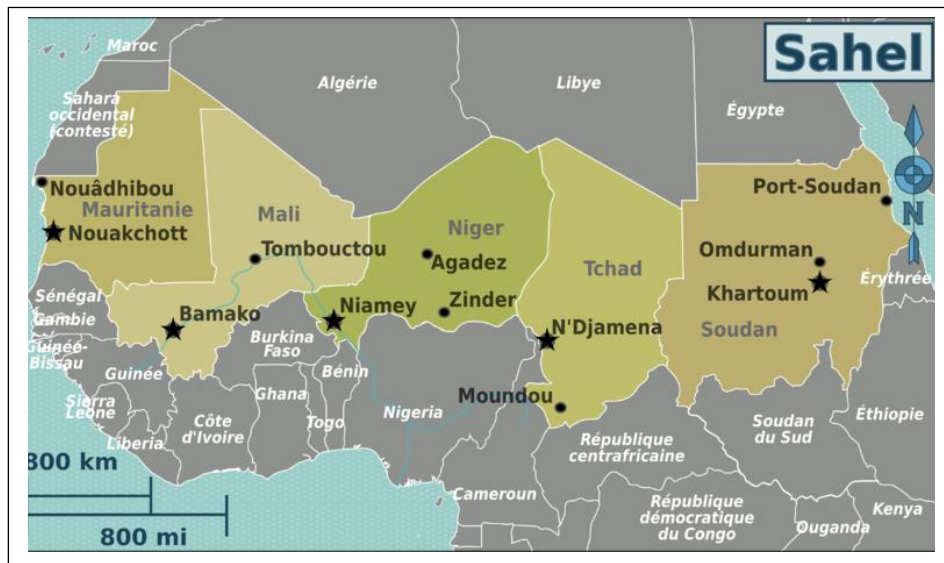 Sahel
Maroc
Algérie
Libye
Égypte
Sahara
occidental
(contesté)
Nouâdhibou
Mauritanie
Nouakchott
Mali
Tombouctou
Niger
Agadez
Zinder
Tchad
N'Djamena
Port-Soudan
Omdurman
Khartoum
Soudan
N
Érythrée
Sénégal
Gambie
Guinée-
Bissau
Guinée
Bamako
Niamey
Burkina
Faso
Bénin
Moundou
Sierra
Leone
Liberia
Côte
d'Ivoire
Ghana
Togo
Nigeria
Cameroun
République
centrafricaine
Soudan
du Sud
Éthiopie
République
démocratique
du Congo
Ouganda
Kenya
800 km
800 mi